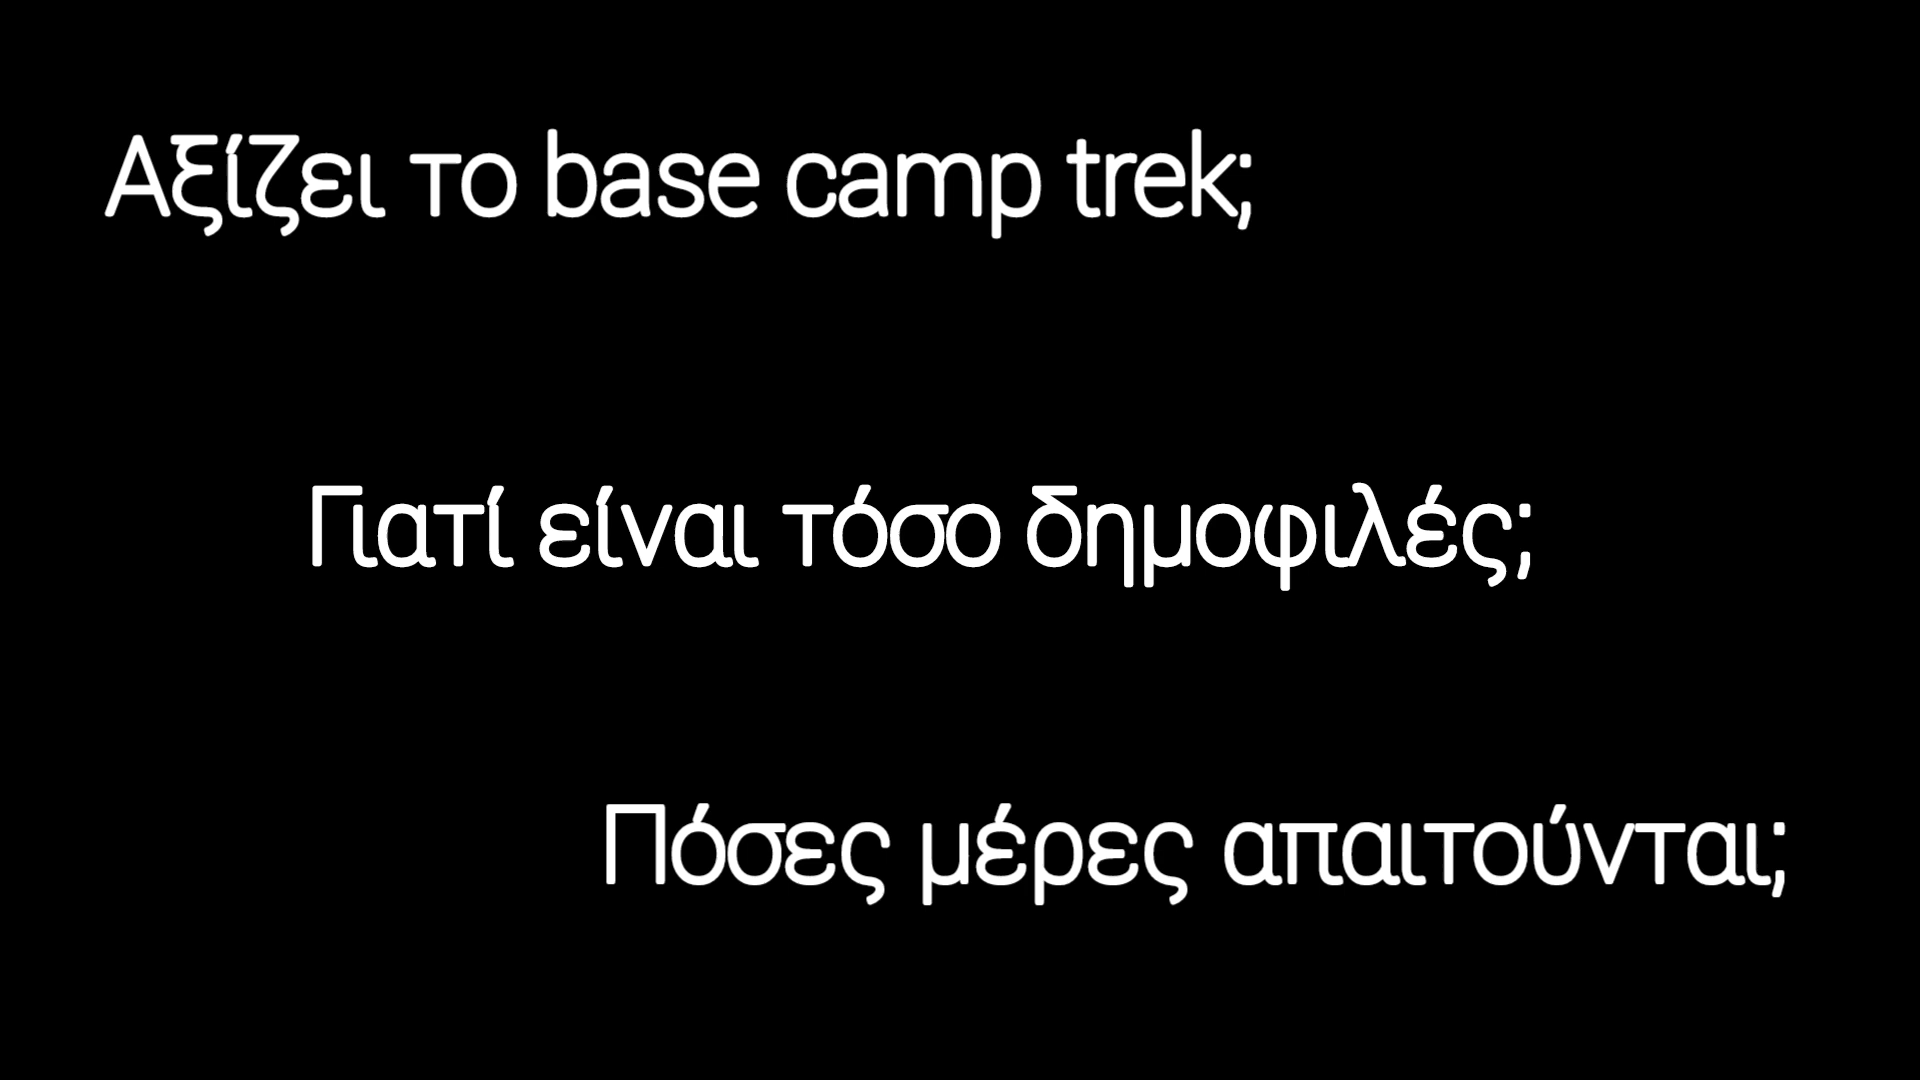 Αξίζει το base camp trek;
Γιατί είναι τόσο δημοφιλές;
Πόσες μέρες απαιτούνται;